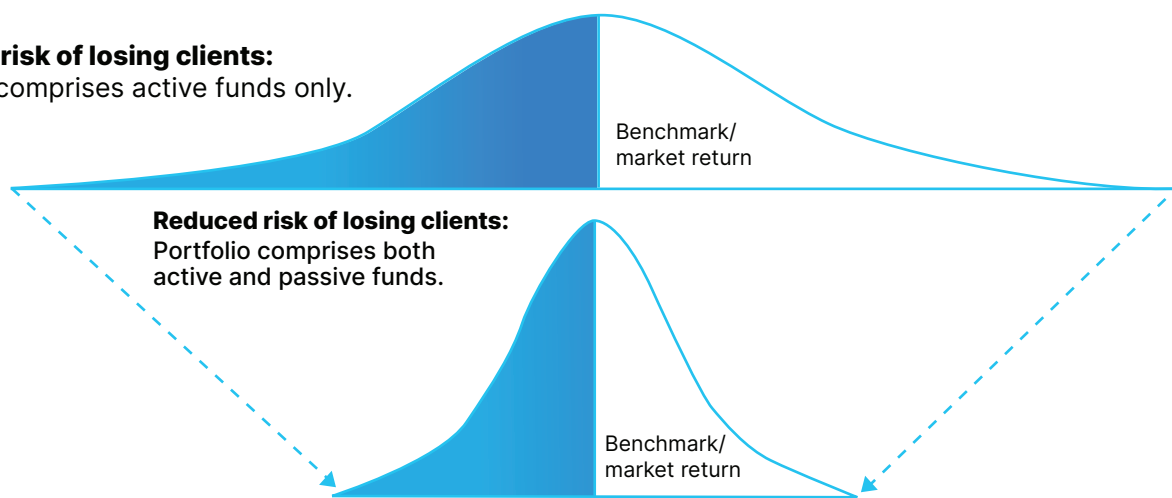 risk of losing clients:
comprises active funds only.
Benchmark/
market return
Reduced risk of losing clients:
Portfolio comprises both
active and passive funds.
Benchmark/
market return